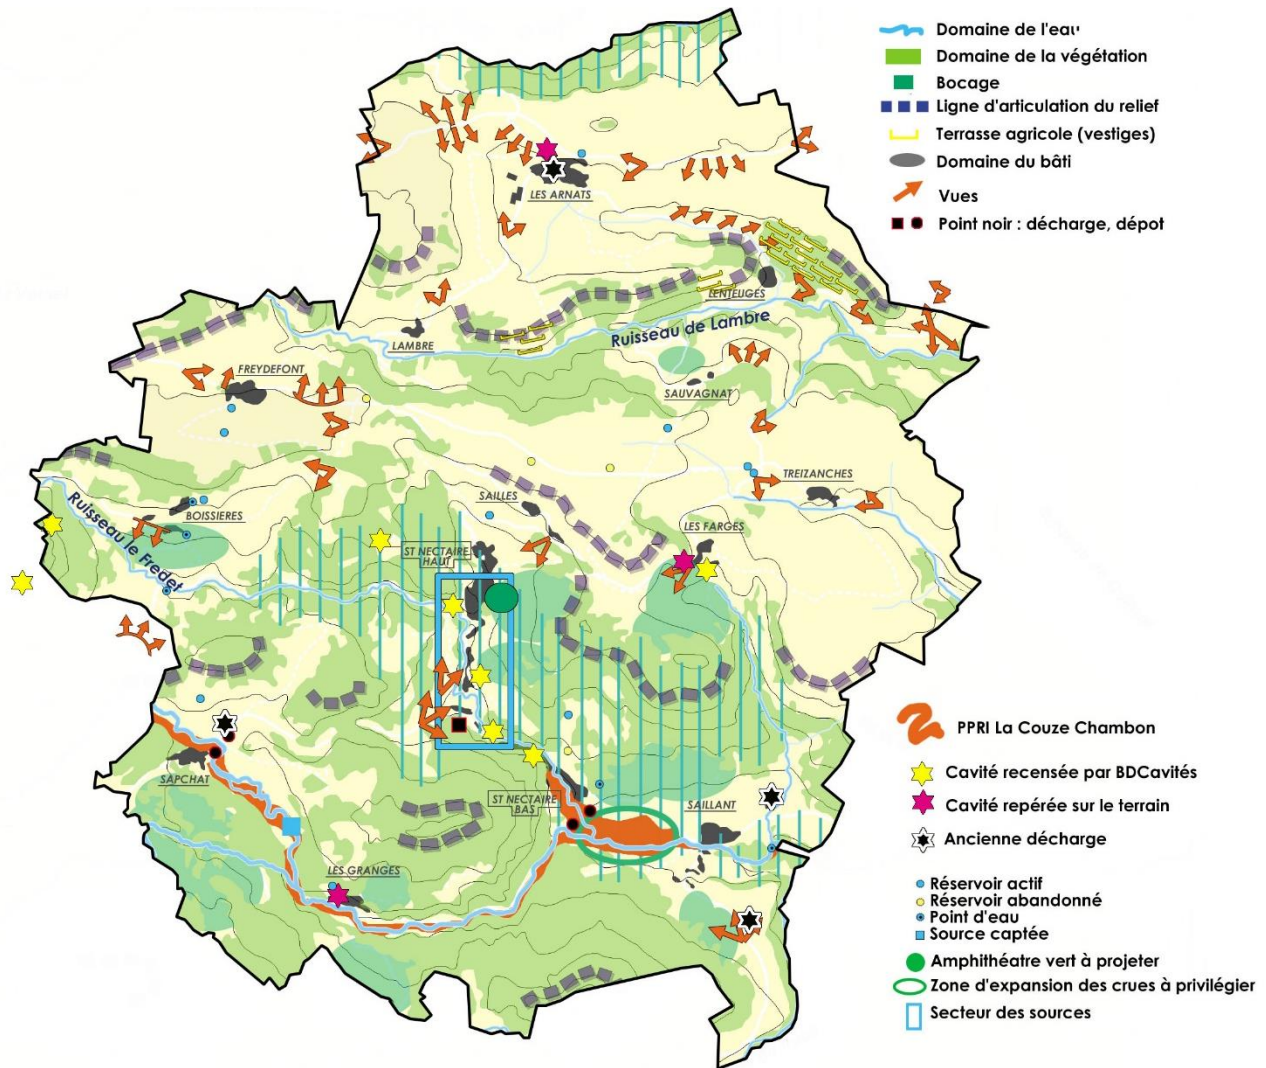 Domaine de l'eau
Domaine de la végétation
Bocage
Ligne d'articulation du relief
Terrasse agricole (vestiges)
Domaine du bâti
Vues
Point noir : décharge, dépot
LES ARNATS
LENTEUGES
Ruisseau de Lambre
LAMBRE
FREYDEFONT
SAUVAGNAT
TREIZANCHES
SAILLES
BOISSIERES
LES FARGES
Ruisseau le Fredet
ST NECTAIRE
HAUT
SAPCHAT
ST NECTAIRE
BAS
SAILLANT
LES GRANGES
PPRI La Couze Chambon
Cavité recensée par BDCavités
Cavité repérée sur le terrain
Ancienne décharge
Réservoir actif
Réservoir abandonné
Point d'eau
Source captée
Amphithéatre vert à projeter
Zone d'expansion des crues à privilégier
Secteur des sources